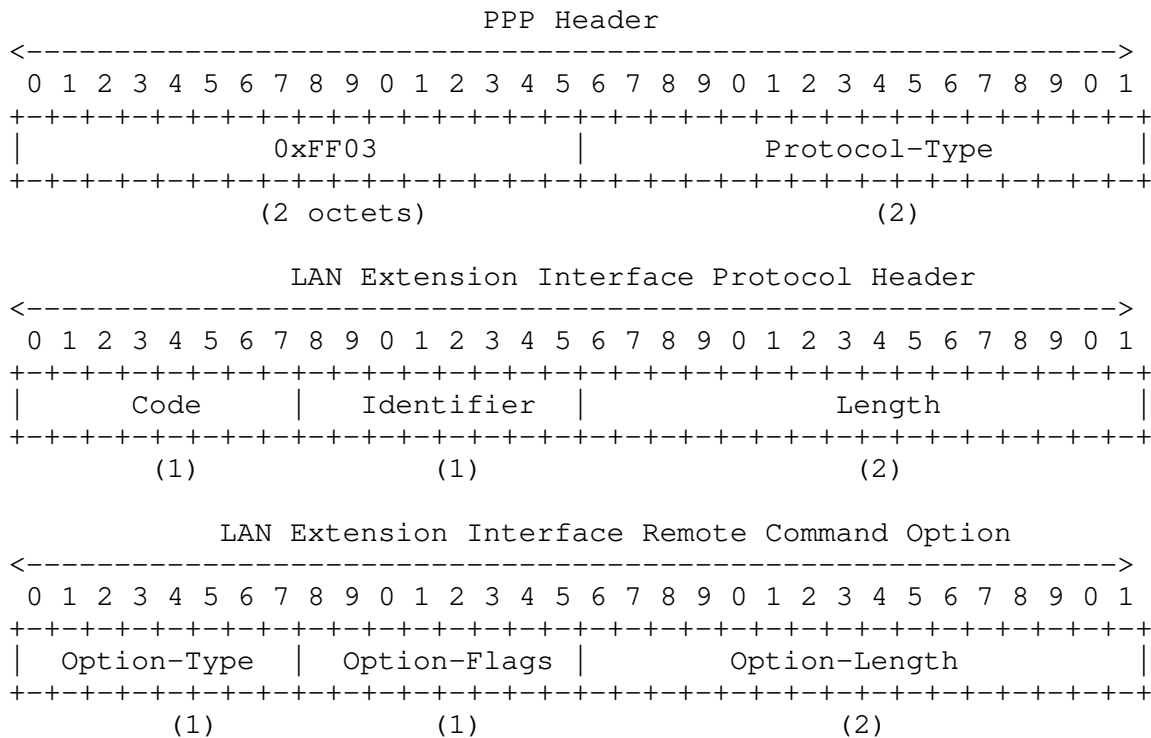 PPP Header
<-------------------------------------------------------------->
 0 1 2 3 4 5 6 7 8 9 0 1 2 3 4 5 6 7 8 9 0 1 2 3 4 5 6 7 8 9 0 1
+-+-+-+-+-+-+-+-+-+-+-+-+-+-+-+-+-+-+-+-+-+-+-+-+-+-+-+-+-+-+-+-+
|              0xFF03           |          Protocol-Type        |
+-+-+-+-+-+-+-+-+-+-+-+-+-+-+-+-+-+-+-+-+-+-+-+-+-+-+-+-+-+-+-+-+
              (2 octets)                         (2)
                LAN Extension Interface Protocol Header
<-------------------------------------------------------------->
 0 1 2 3 4 5 6 7 8 9 0 1 2 3 4 5 6 7 8 9 0 1 2 3 4 5 6 7 8 9 0 1
+-+-+-+-+-+-+-+-+-+-+-+-+-+-+-+-+-+-+-+-+-+-+-+-+-+-+-+-+-+-+-+-+
|      Code     |   Identifier  |              Length           |
+-+-+-+-+-+-+-+-+-+-+-+-+-+-+-+-+-+-+-+-+-+-+-+-+-+-+-+-+-+-+-+-+
        (1)             (1)                     (2)
            LAN Extension Interface Remote Command Option
<-------------------------------------------------------------->
 0 1 2 3 4 5 6 7 8 9 0 1 2 3 4 5 6 7 8 9 0 1 2 3 4 5 6 7 8 9 0 1
+-+-+-+-+-+-+-+-+-+-+-+-+-+-+-+-+-+-+-+-+-+-+-+-+-+-+-+-+-+-+-+-+
|  Option-Type  |  Option-Flags |        Option-Length          |
+-+-+-+-+-+-+-+-+-+-+-+-+-+-+-+-+-+-+-+-+-+-+-+-+-+-+-+-+-+-+-+-+
         (1)            (1)                    (2)